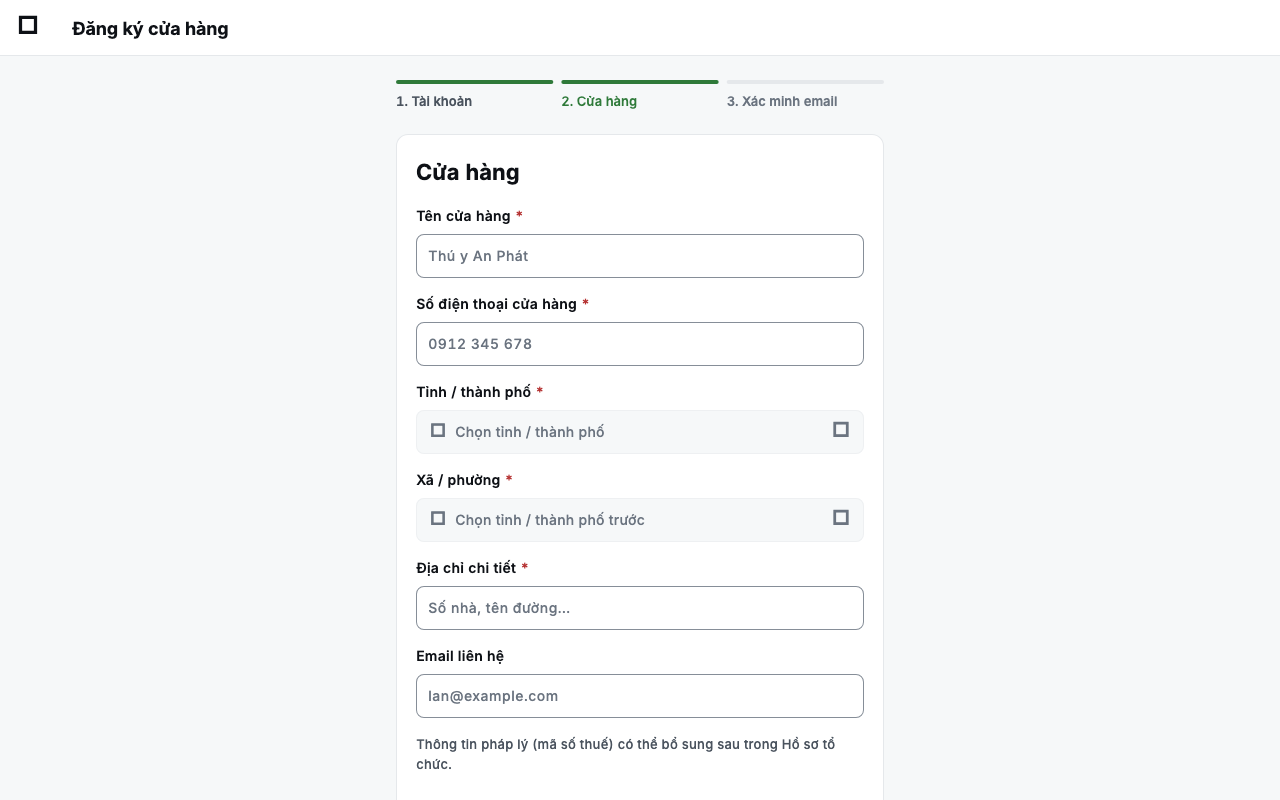 Đăng ký cửa hàng
1. Tài khoản
2. Cửa hàng
3. Xác minh email
Cửa hàng
Tên cửa hàng *
Thú y An Phát
Số điện thoại cửa hàng *
0912 345 678
Tỉnh / thành phố *
Chọn tỉnh / thành phố
Xã / phường *
Chọn tỉnh / thành phố trước
Địa chỉ chi tiết *
Số nhà, tên đường...
Email liên hệ
lan@example.com
Thông tin pháp lý (mã số thuế) có thể bổ sung sau trong Hồ sơ tổ
chức.